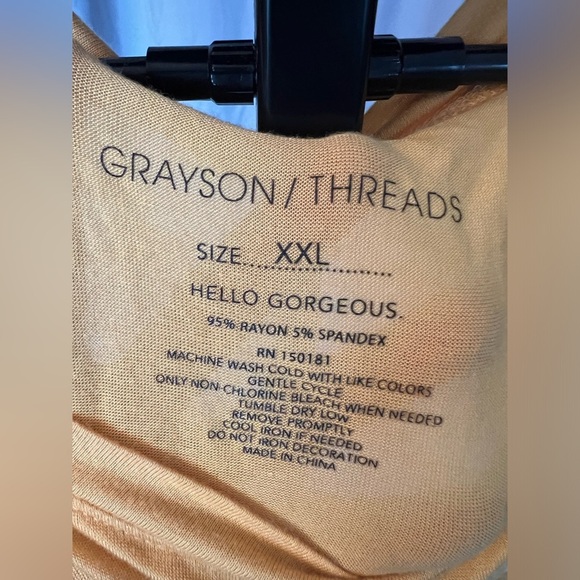 GRAYSON / THREADS
SIZE....XXL...............
HELLO GORGEOUS.
95% RAYON 5% SPANDEX
RN 150181
MACHINE WASH COLD WITH LIKE COLORS
GENTLE CYCLE
ONLY NON-CHLORINE BLEACH WHEN NEEDED
TUMBLE DRY LOW
REMOVE PROMPTLY
COOL IRON IF NEEDED
DO NOT IRON DECORATION
MADE IN CHINA